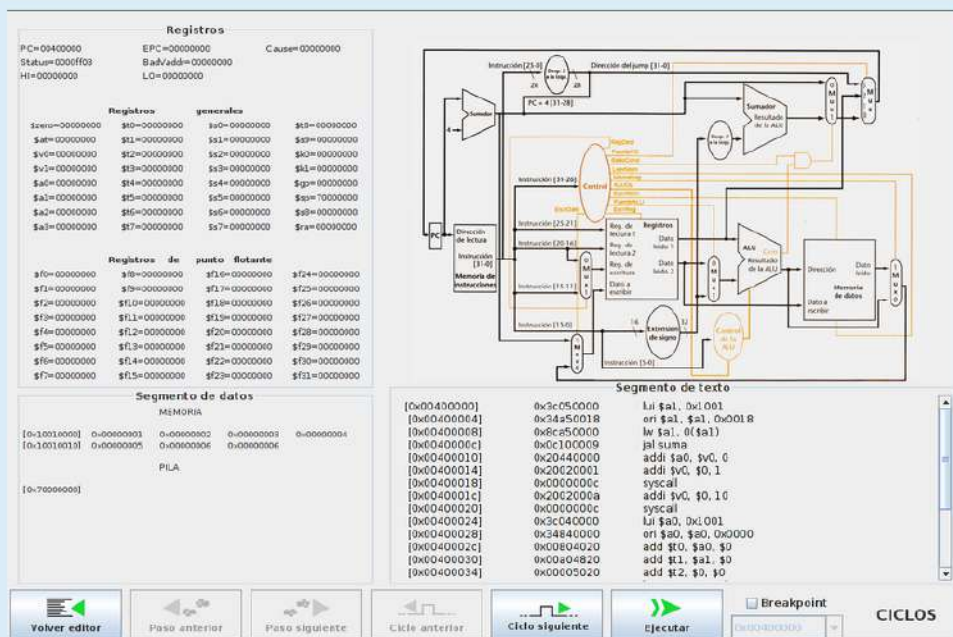 Registros
PC=00400000 EPC=00000000 Cause=00000000
Status=0000ff03 BadVaddr=00000000
HI=00000000 LO=00000000
Registros generales
$zero=00000000 $t0=00000000 $s0=00000000 $t8=00000000
$at=00000000 $t1=00000000 $s1=00000000 $s9=00000000
$v0=00000000 $t2=00000000 $s2=00000000 $k0=00000000
$v1=00000000 $t3=00000000 $s3=00000000 $k1=00000000
$a0=00000000 $t4=00000000 $s4=00000000 $gp=00000000
$a1=00000000 $t5=00000000 $s5=00000000 $sp=70000000
$a2=00000000 $t6=00000000 $s6=00000000 $s8=00000000
$a3=00000000 $t7=00000000 $s7=00000000 $ra=00000000
Registros de punto flotante
$f0=00000000 $f8=00000000 $f16=00000000 $f24=00000000
$f1=00000000 $f9=00000000 $f17=00000000 $f25=00000000
$f2=00000000 $f10=00000000 $f18=00000000 $f26=00000000
$f3=00000000 $f11=00000000 $f19=00000000 $f27=00000000
$f4=00000000 $f12=00000000 $f20=00000000 $f28=00000000
$f5=00000000 $f13=00000000 $f21=00000000 $f29=00000000
$f6=00000000 $f14=00000000 $f22=00000000 $f30=00000000
$f7=00000000 $f15=00000000 $f23=00000000 $f31=00000000
Segmento de datos
MEMORIA
[0x10010000] 0x00000001 0x00000002 0x00000003 0x00000004
[0x10010010] 0x00000005 0x00000006 0x00000006
PILA
[0x70000000]
Instrucción [25-0]
Dirección del jump [31-0]
PC + 4 [31-28]
Sumador
4
Sumador
Resultado
de la ALU
Instrucción [31-26]
Control
PC
Dirección
de lectura
Instrucción
[31-0]
Memoria de
instrucciones
Instrucción [25-21]
Instrucción [20-16]
Instrucción [15-0]
Instrucción [5-0]
Registros
Reg. de
lectura 1
Reg. de
lectura 2
Reg. de
escritura
Dato a
escribir
Dato
leído 1
Dato
leído 2
16
32
Extensión
de signo
ALU
Cero
Resultado
de la ALU
Control
de la
ALU
Dirección
Dato
leído
Memoria
de datos
Dato a
escribir
Segmento de texto
[0x00400000] 0x3c050000 lui $a1, 0x1001
[0x00400004] 0x34a50018 ori $a1, $a1, 0x0018
[0x00400008] 0x8ca50000 lw $a1, 0($a1)
[0x0040000c] 0x0c100009 jal suma
[0x00400010] 0x20440000 addi $a0, $v0, 0
[0x00400014] 0x20020001 addi $v0, $0, 1
[0x00400018] 0x0000000c syscall
[0x0040001c] 0x2002000a addi $v0, $0, 10
[0x00400020] 0x0000000c syscall
[0x00400024] 0x3c040000 lui $a0, 0x1001
[0x00400028] 0x34840000 ori $a0, $a0, 0x0000
[0x0040002c] 0x00804020 add $t0, $a0, $0
[0x00400030] 0x00a04820 add $t1, $a1, $0
[0x00400034] 0x00005020 add $t2, $0, $0
Volver editor
Paso anterior
Paso siguiente
Ciclo anterior
Ciclo siguiente
Ejecutar
Breakpoint
0x00400000
CICLOS